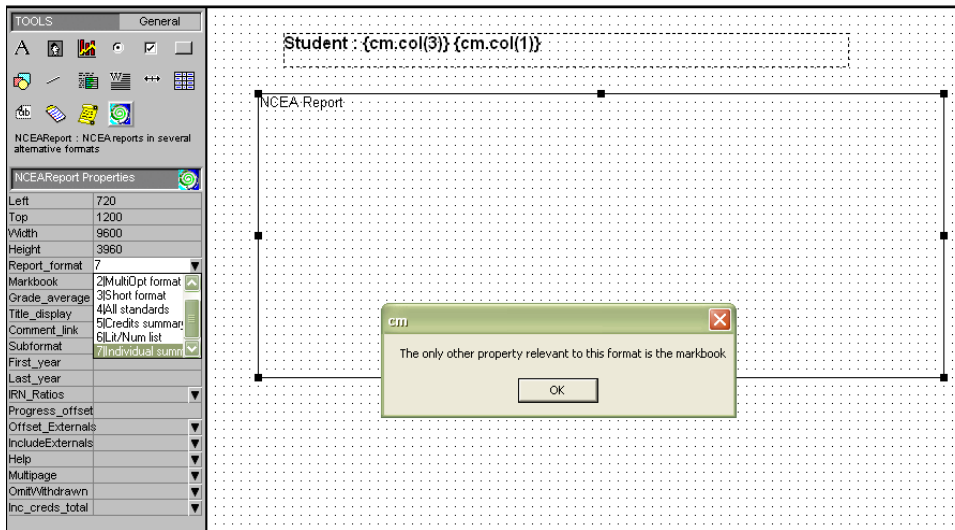 TOOLS General
A
ab
NCEAReport : NCEA reports in several
alternative formats
NCEAReport Properties
Left 720
Top 1200
Width 9600
Height 3960
Report_format 7
Markbook
2|MultiOpt format
Grade_average
3|Short format
Title_display
4|All standards
Comment_link
5|Credits summary
6|Lit/Num list
Subformat
7|Individual summ
First_year
Last_year
IRN_Ratios
Progress_offset
Offset_Externals
IncludeExternals
Help
Multipage
OmitWithdrawn
Inc_creds_total
Student : {cm.col(3)} {cm.col(1)}
NCEA Report
cm
The only other property relevant to this format is the markbook
OK